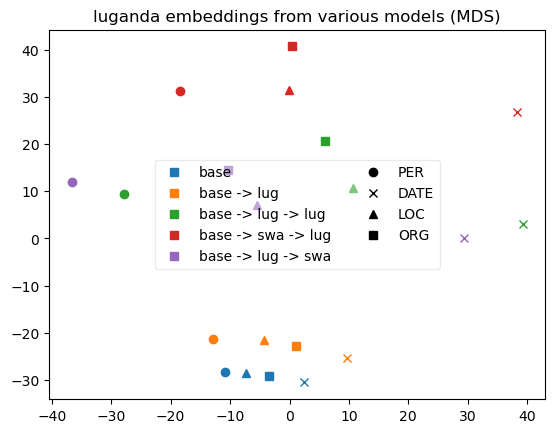 luganda embeddings from various models (MDS)
40
30
20
10
0
−10
−20
−30
base
base -> lug
base -> lug -> lug
base -> swa -> lug
base -> lug -> swa
PER
DATE
LOC
ORG
−40 −30 −20 −10 0 10 20 30 40